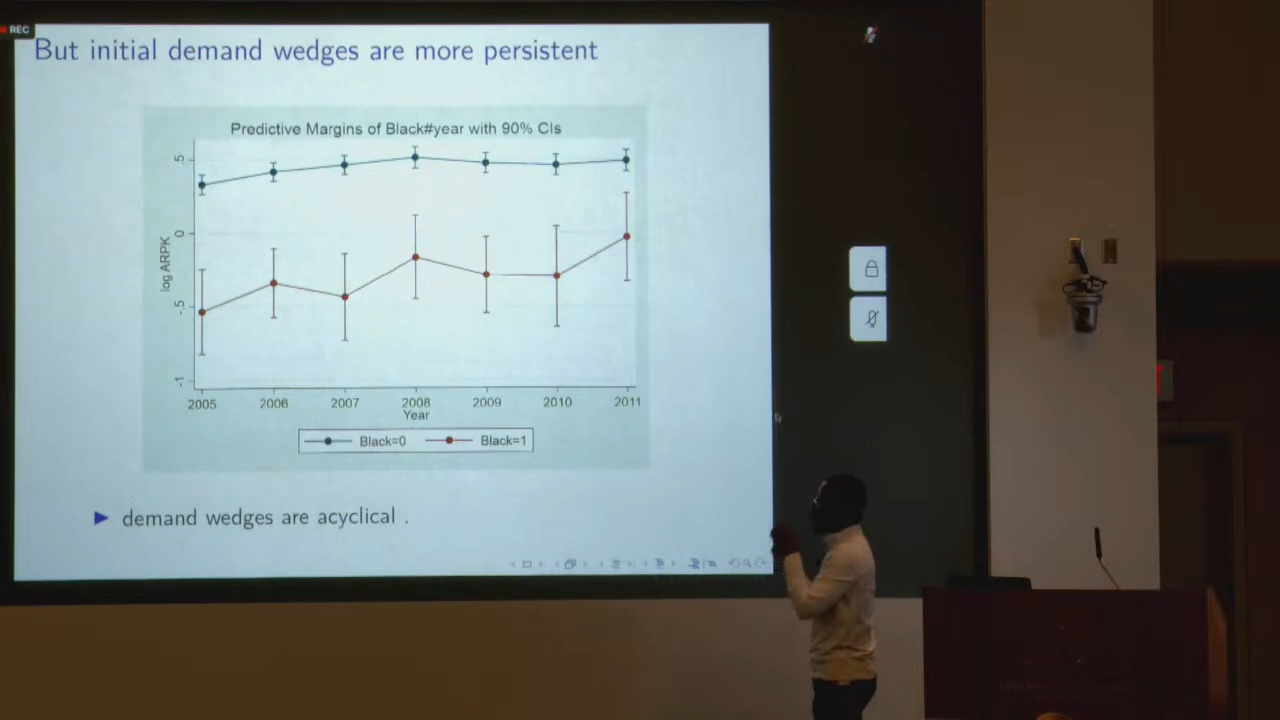 REC
But initial demand wedges are more persistent
Predictive Margins of Black#year with 90% CIs
log ARPK
.5
0
-.5
-1
2005 2006 2007 2008 2009 2010 2011
Year
Black=0 Black=1
demand wedges are acyclical .